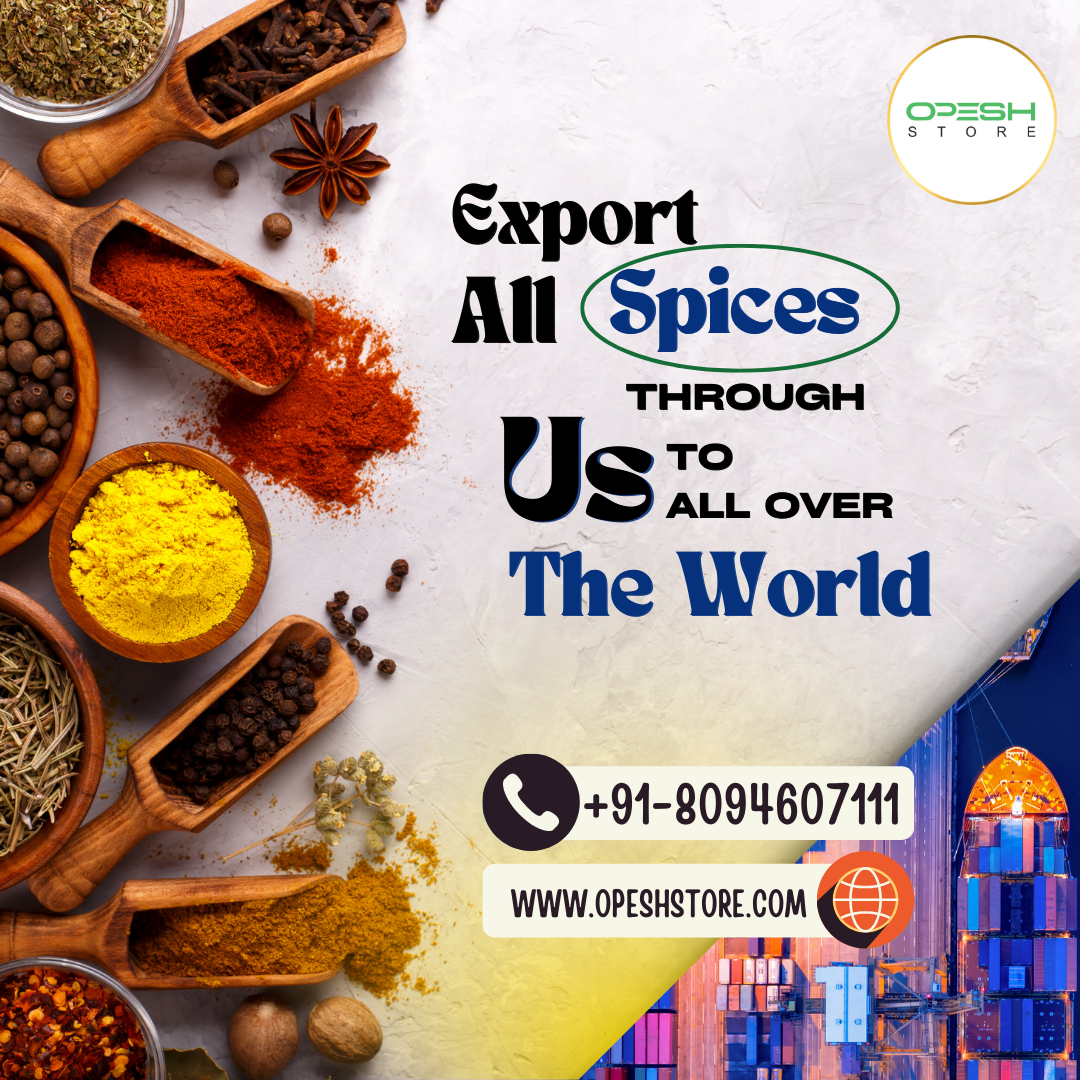 OPESH
STORE
Export
All Spices
THROUGH
Us TO
ALL OVER
The World
+91-8094607111
WWW.OPESHSTORE.COM